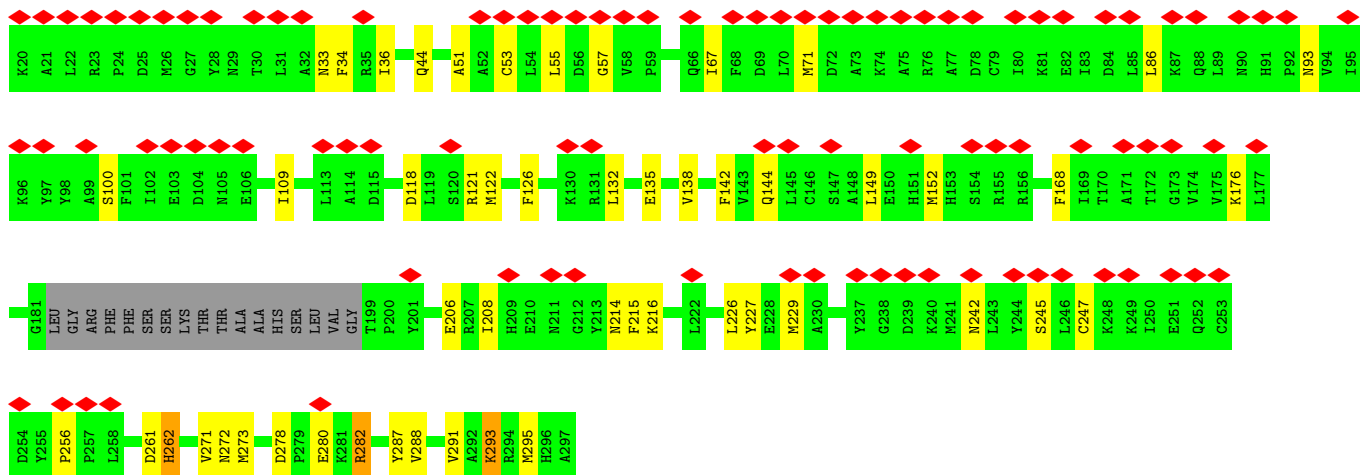 K20 A21 L22 R23 P24 D25 M26 G27 Y28 N29 T30 L31 A32 N33 F34 R35 I36 Q44 A51 A52 C53 L54 L55 D56 G57 V58 P59 Q66 I67 F68 D69 L70 M71 D72 A73 K74 A75 R76 A77 D78 C79 I80 K81 E82 I83 D84 L85 L86 K87 Q88 L89 N90 H91 P92 N93 V94 I95
K96 Y97 Y98 A99 S100 F101 I102 E103 D104 N105 E106 I109 L113 A114 D115 D118 L119 S120 R121 M122 F126 K130 R131 L132 E135 V138 F142 V143 Q144 L145 C146 S147 A148 L149 E150 H151 M152 H153 S154 R155 R156 F168 I169 T170 A171 T172 G173 V174 V175 K176 L177
G181 LEU GLY ARG PHE PHE SER SER LYS THR THR ALA ALA HIS SER LEU VAL GLY T199 P200 Y201 E206 R207 I208 H209 E210 N211 G212 Y213 N214 F215 K216 L222 L226 Y227 E228 M229 A230 Y237 G238 D239 K240 M241 N242 L243 Y244 S245 L246 C247 K248 K249 I250 E251 Q252 C253
D254 Y255 P256 P257 L258 D261 H262 V271 N272 M273 D278 P279 E280 K281 R282 Y287 V288 V291 A292 K293 R294 M295 H296 A297